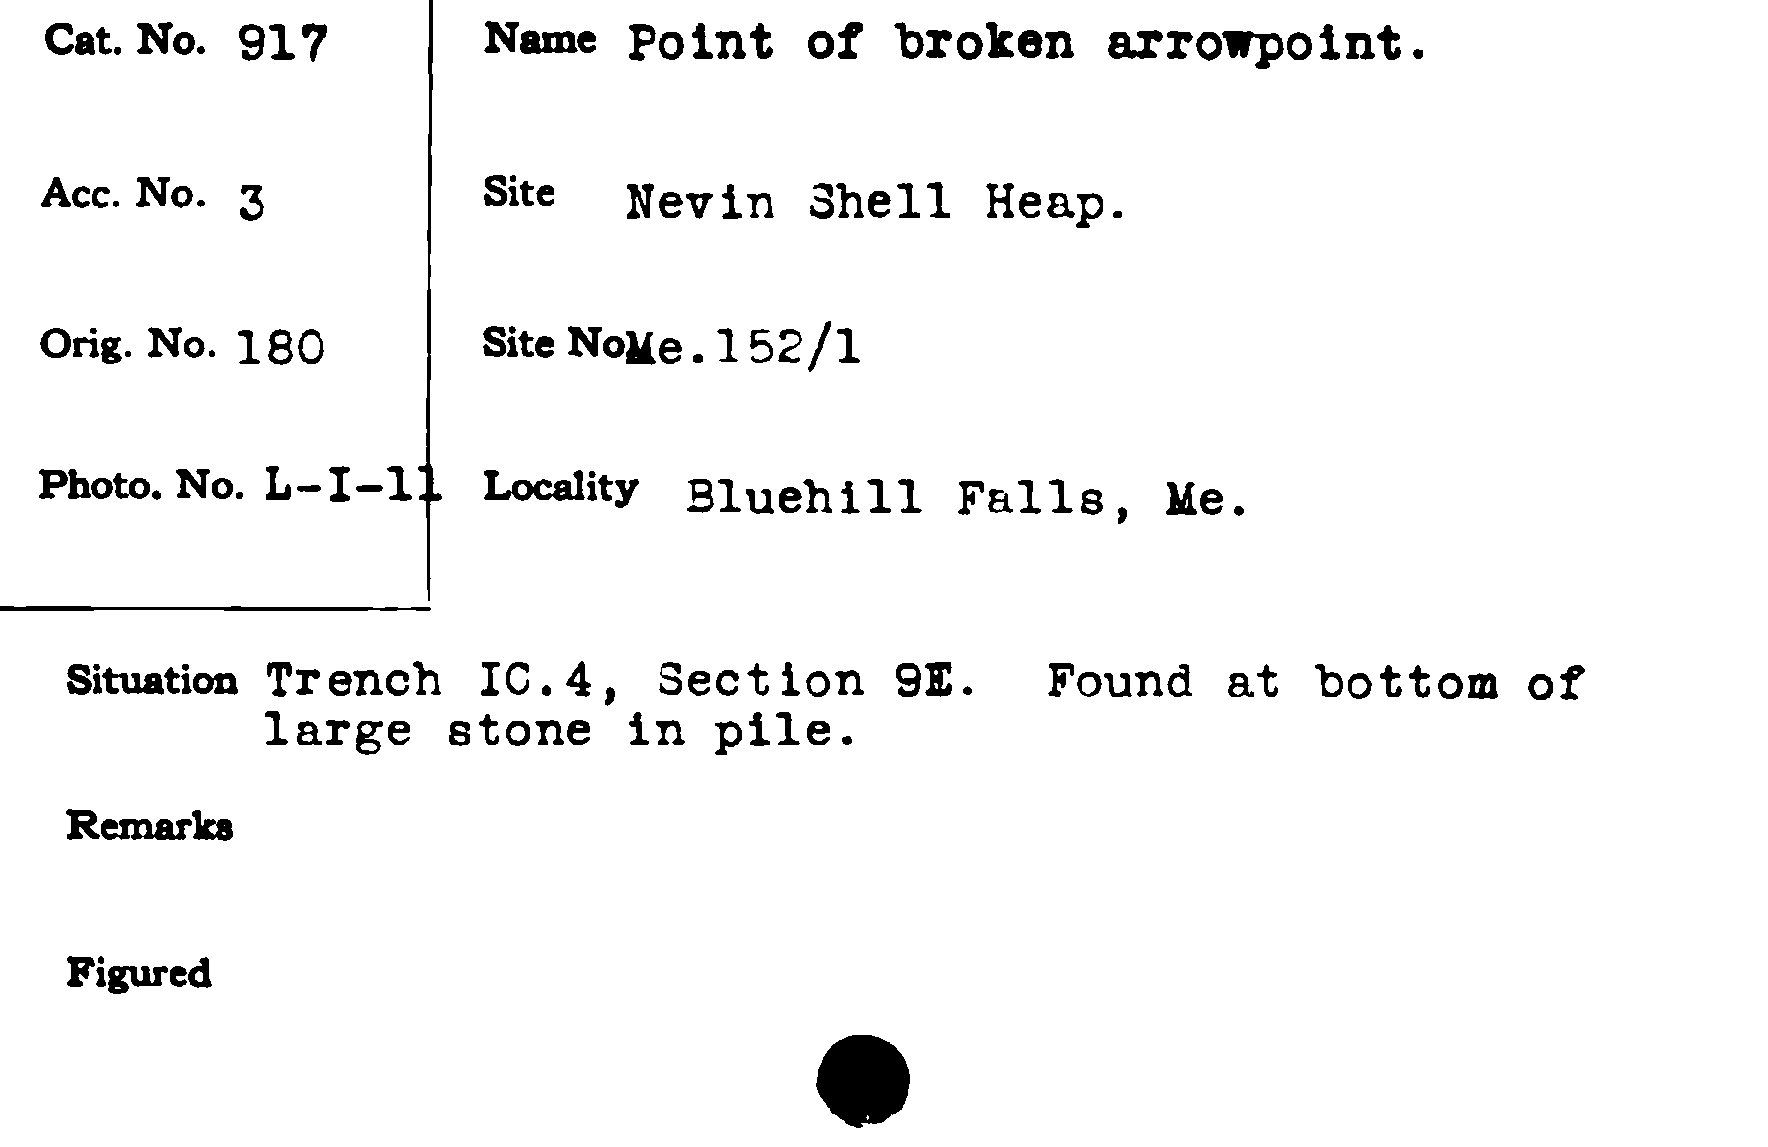 Cat. No. 917
Name Point of broken arrowpoint.
Acc. No. 3
Site Nevin Shell Heap.
Orig. No. 180
Site No Me.152/1
Photo. No. L-I-11
Locality Bluehill Falls, Me.
Situation Trench IC.4, Section 9E. Found at bottom of
large stone in pile.
Remarks
Figured